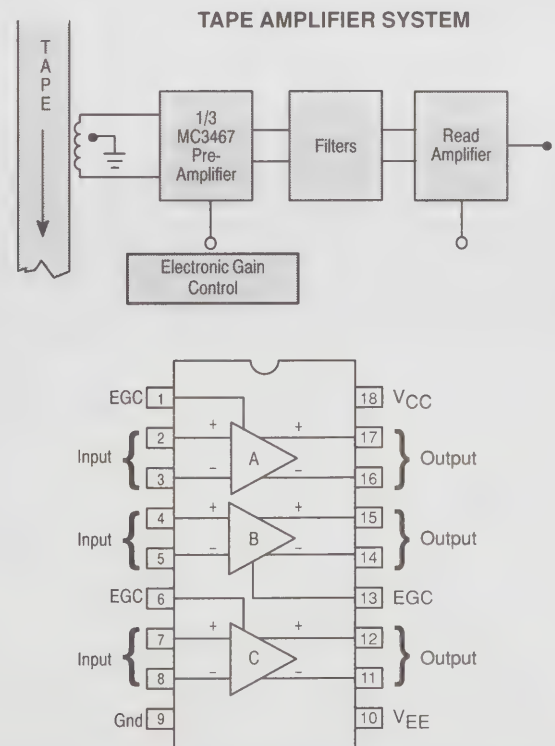 TAPE AMPLIFIER SYSTEM
T
A
P
E
1/3
MC3467
Pre-
Amplifier
Filters
Read
Amplifier
Electronic Gain
Control
EGC 1
18 VCC
Input { 2 + A + 17 } Output
3 − − 16
Input { 4 + B + 15 } Output
5 − − 14
EGC 6
13 EGC
Input { 7 + C + 12 } Output
8 − − 11
Gnd 9
10 VEE